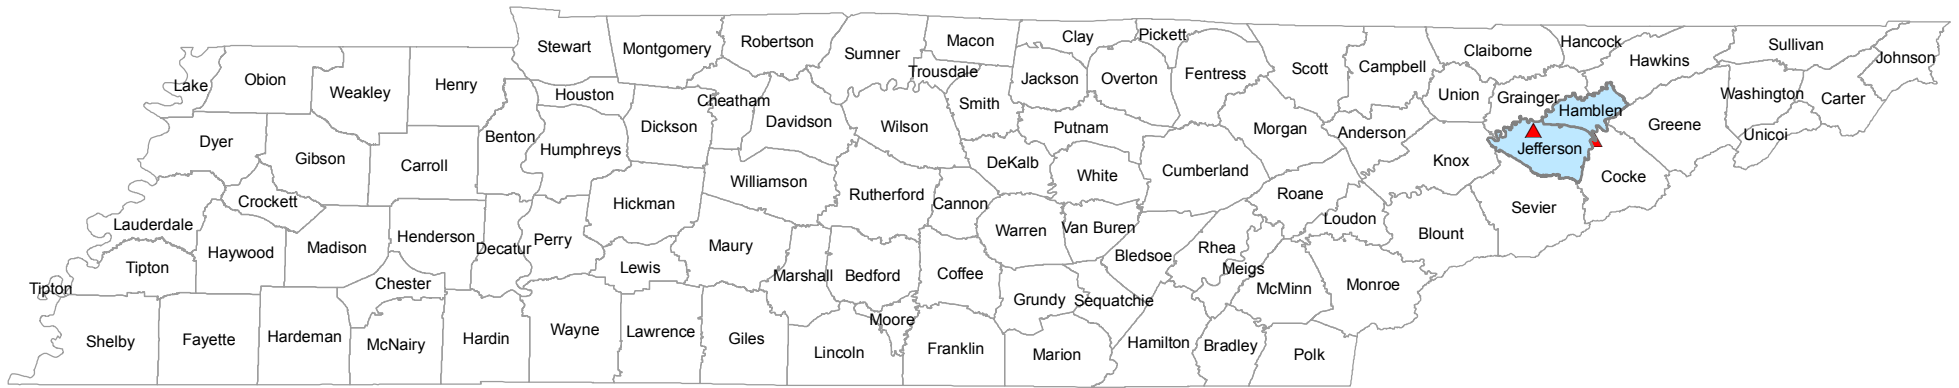 Stewart
Montgomery
Robertson
Sumner
Macon
Clay
Pickett
Claiborne
Hancock
Sullivan
Johnson
Lake
Obion
Weakley
Henry
Houston
Cheatham
Trousdale
Smith
Jackson
Overton
Fentress
Scott
Campbell
Union
Grainger
Hawkins
Hamblen
Washington
Carter
Dyer
Gibson
Carroll
Benton
Humphreys
Dickson
Davidson
Wilson
Putnam
DeKalb
Morgan
Anderson
Knox
Jefferson
Greene
Unicoi
Cocke
Crockett
Lauderdale
Hickman
Williamson
Rutherford
Cannon
White
Cumberland
Roane
Loudon
Sevier
Blount
Tipton
Haywood
Madison
Henderson
Decatur
Perry
Lewis
Maury
Marshall
Bedford
Coffee
Warren
Van Buren
Bledsoe
Rhea
Meigs
McMinn
Monroe
Tipton
Chester
Grundy
Sequatchie
Shelby
Fayette
Hardeman
McNairy
Hardin
Wayne
Lawrence
Giles
Moore
Lincoln
Franklin
Marion
Hamilton
Bradley
Polk